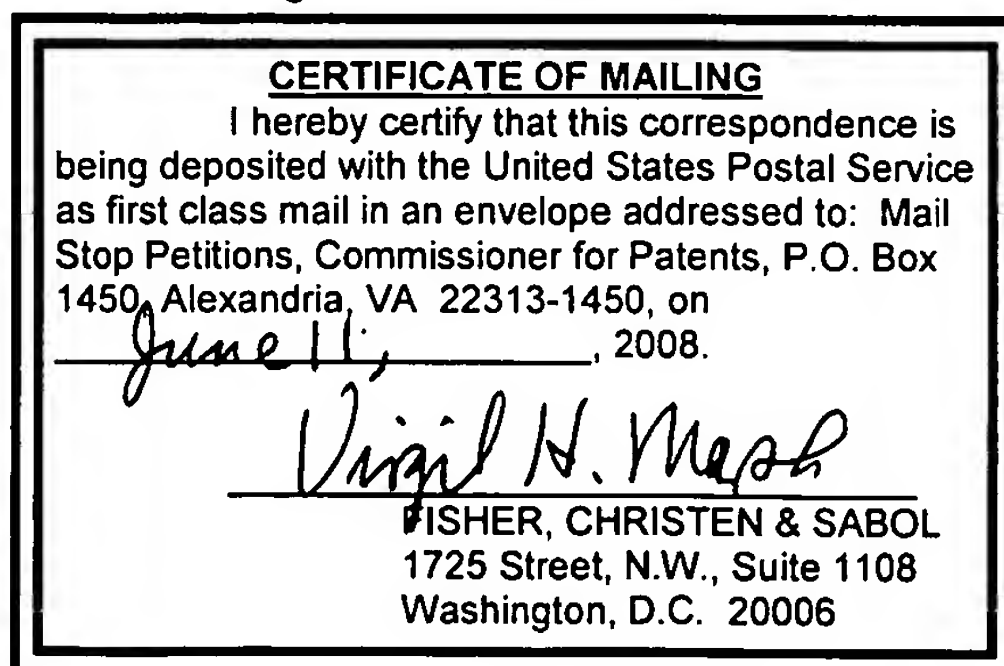 CERTIFICATE OF MAILING
I hereby certify that this correspondence is
being deposited with the United States Postal Service
as first class mail in an envelope addressed to: Mail
Stop Petitions, Commissioner for Patents, P.O. Box
1450, Alexandria, VA 22313-1450, on
June 11, , 2008.
Virgil H. Marsh
FISHER, CHRISTEN & SABOL
1725 Street, N.W., Suite 1108
Washington, D.C. 20006